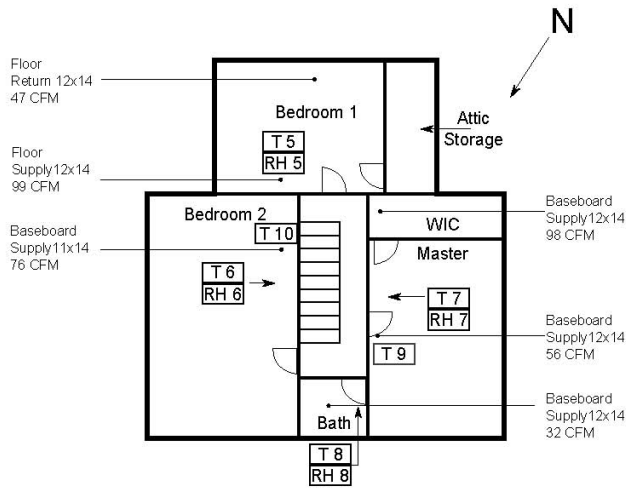 N
Floor
Return 12x14
47 CFM
Bedroom 1
Attic
Storage
T 5
RH 5
Floor
Supply12x14
99 CFM
Baseboard
Supply12x14
98 CFM
Bedroom 2
WIC
Baseboard
Supply11x14
76 CFM
T 10
Master
T 6
RH 6
T 7
RH 7
Baseboard
Supply12x14
56 CFM
T 9
Baseboard
Supply12x14
32 CFM
Bath
T 8
RH 8